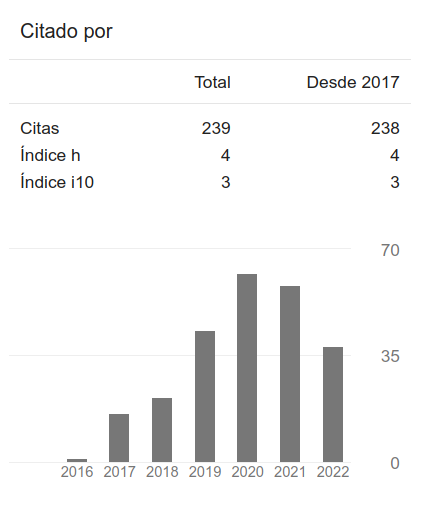 Citado por
Total Desde 2017
Citas 239 238
Índice h 4 4
Índice i10 3 3
70
35
0
2016 2017 2018 2019 2020 2021 2022